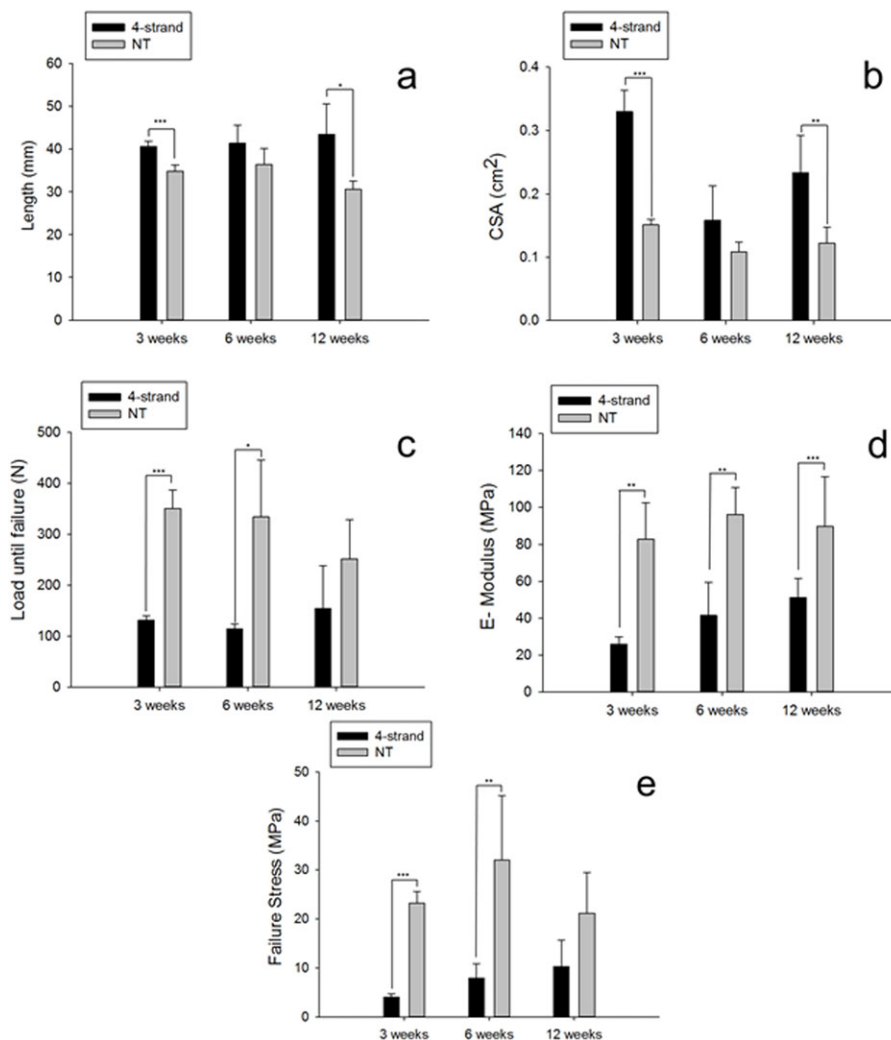 4-strand
NT
a
60
50
40
30
20
10
0
Length (mm)
***
*
3 weeks
6 weeks
12 weeks
4-strand
NT
b
0.4
0.3
0.2
0.1
0.0
CSA (cm²)
***
**
3 weeks
6 weeks
12 weeks
4-strand
NT
c
500
400
300
200
100
0
Load until failure (N)
***
*
3 weeks
6 weeks
12 weeks
4-strand
NT
d
140
120
100
80
60
40
20
0
E- Modulus (MPa)
**
**
***
3 weeks
6 weeks
12 weeks
4-strand
NT
e
50
40
30
20
10
0
Failure Stress (MPa)
***
**
3 weeks
6 weeks
12 weeks